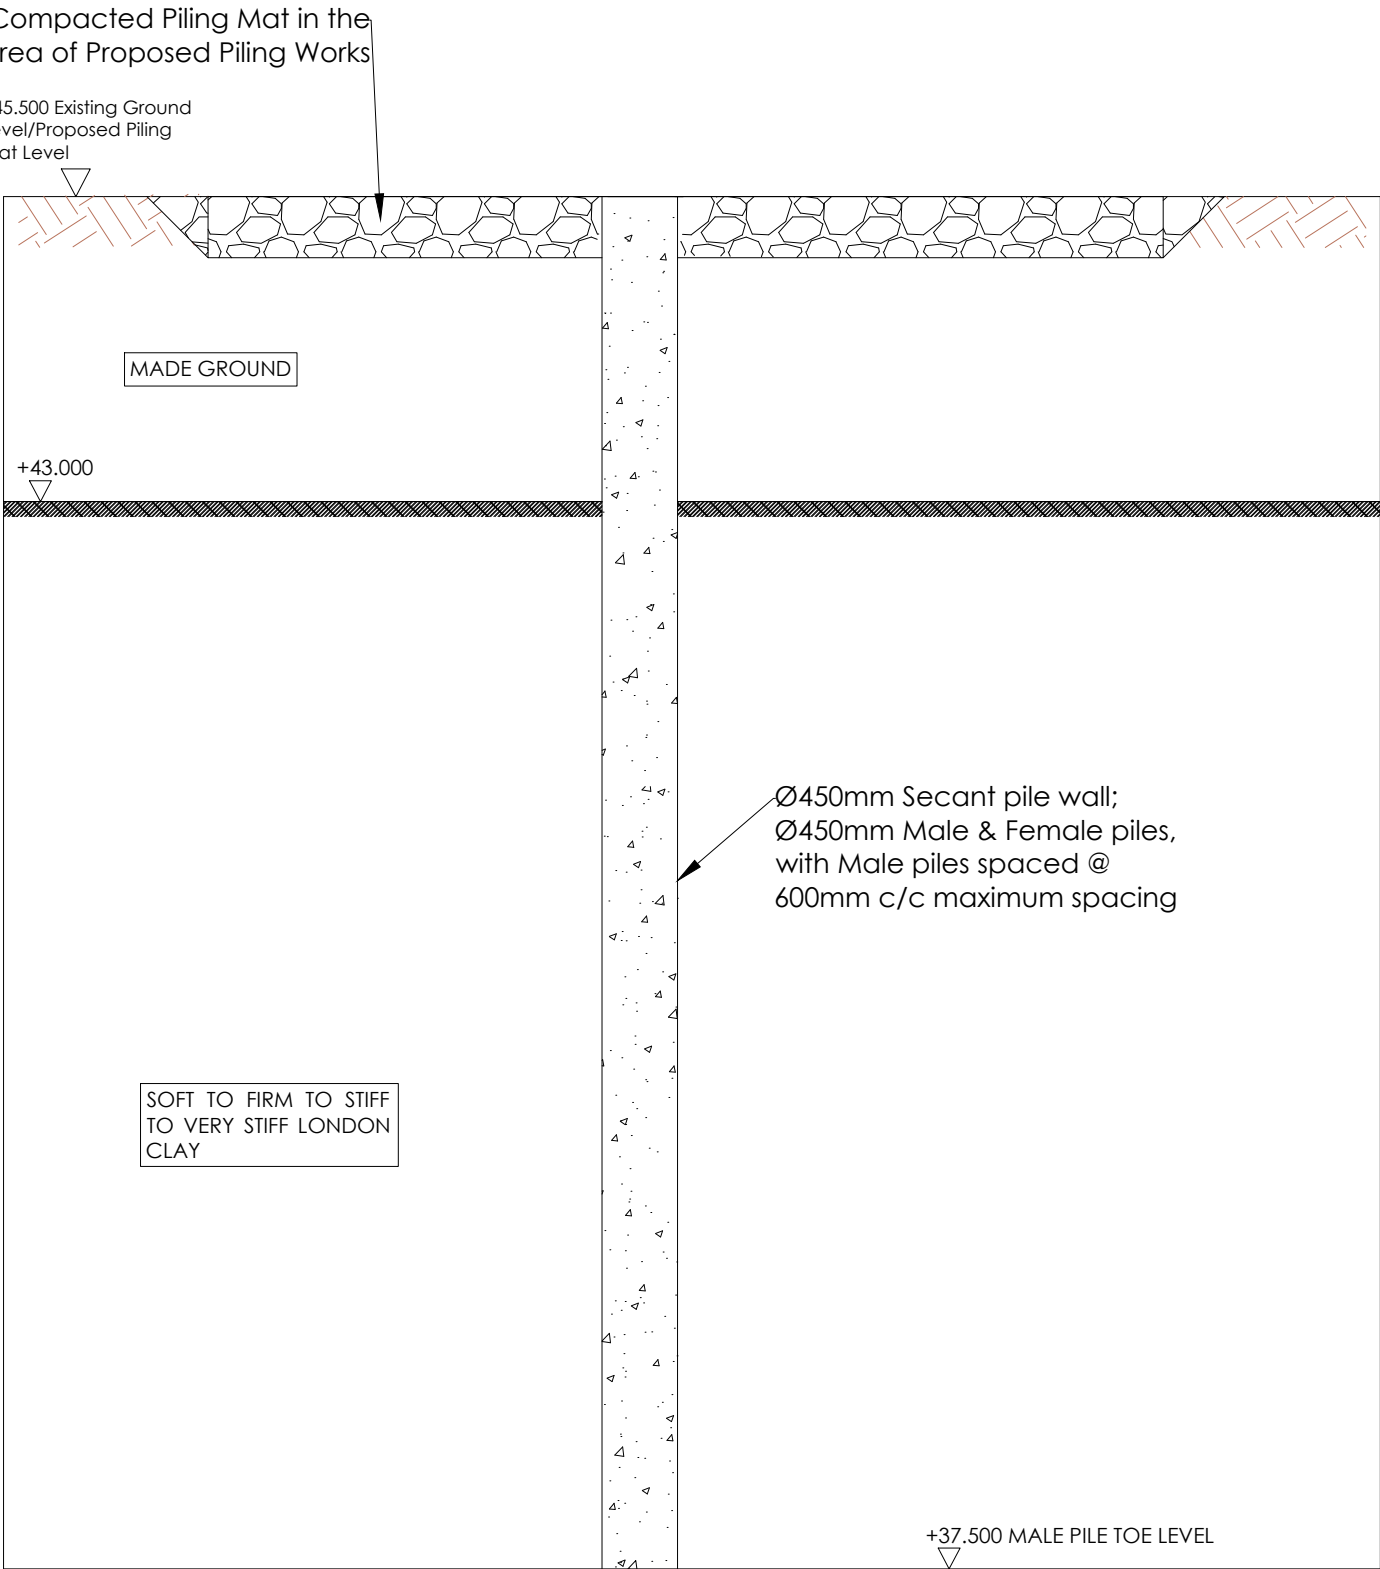 Compacted Piling Mat in the
rea of Proposed Piling Works
45.500 Existing Ground
evel/Proposed Piling
at Level
MADE GROUND
+43.000
Ø450mm Secant pile wall;
Ø450mm Male & Female piles,
with Male piles spaced @
600mm c/c maximum spacing
SOFT TO FIRM TO STIFF
TO VERY STIFF LONDON
CLAY
+37.500 MALE PILE TOE LEVEL